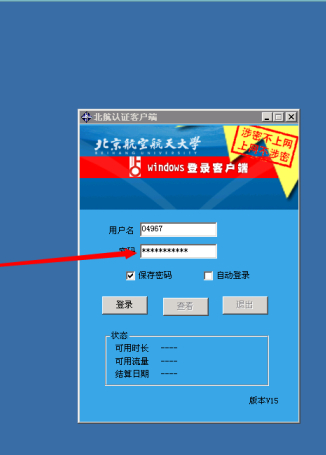 北航认证客户端
涉密不上网
上网不涉密
北京航空航天大学
windows 登录客户端
用户名 04967
密码 ***********
保存密码 自动登录
登录 查看 退出
状态
可用时长 ----
可用流量 ----
结算日期 ----
版本V15